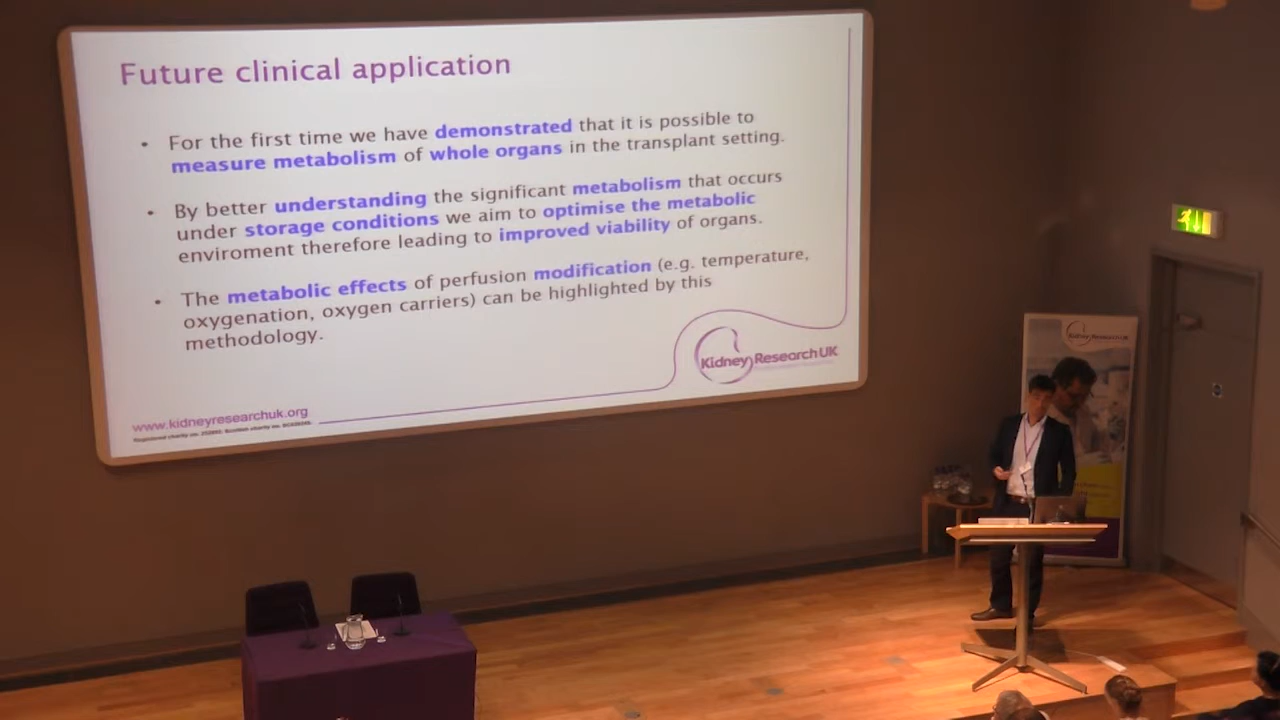 Future clinical application
• For the first time we have demonstrated that it is possible to
measure metabolism of whole organs in the transplant setting.
• By better understanding the significant metabolism that occurs
under storage conditions we aim to optimise the metabolic
enviroment therefore leading to improved viability of organs.
• The metabolic effects of perfusion modification (e.g. temperature,
oxygenation, oxygen carriers) can be highlighted by this
methodology.
Kidney Research UK
www.kidneyresearchuk.org